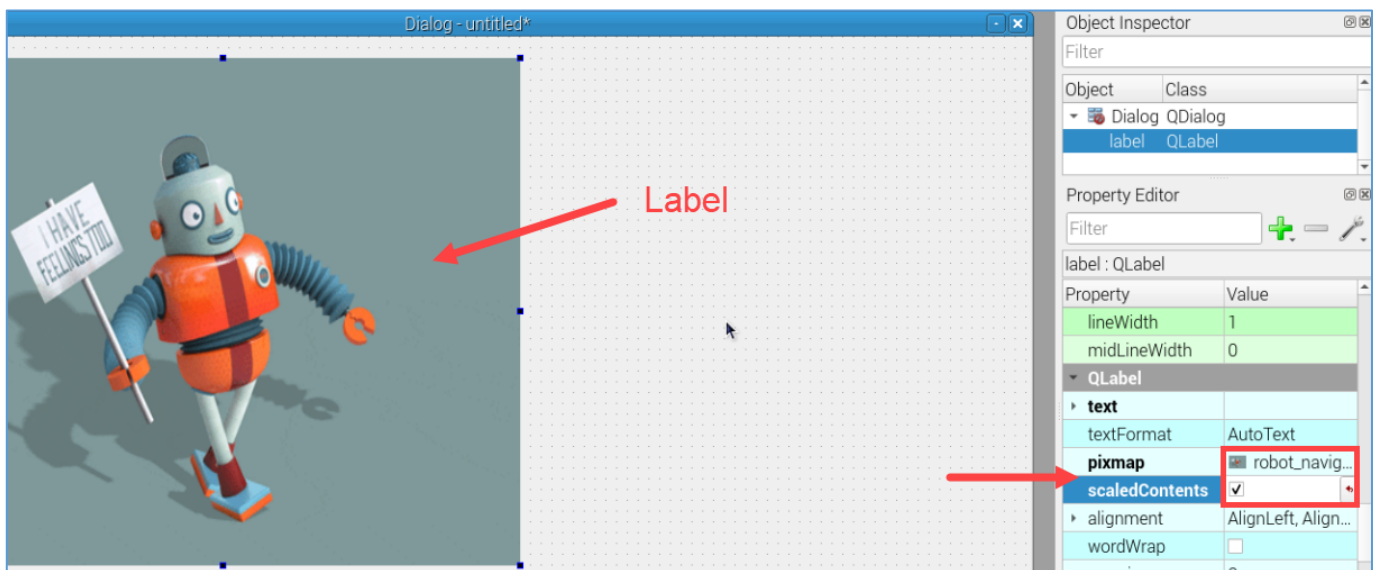 Dialog - untitled*
I HAVE
FEELINGS TOO
Label
Object Inspector
Filter
Object Class
Dialog QDialog
label QLabel
Property Editor
Filter
label : QLabel
Property Value
lineWidth 1
midLineWidth 0
QLabel
text
textFormat AutoText
pixmap robot_navig...
scaledContents
alignment AlignLeft, Align...
wordWrap